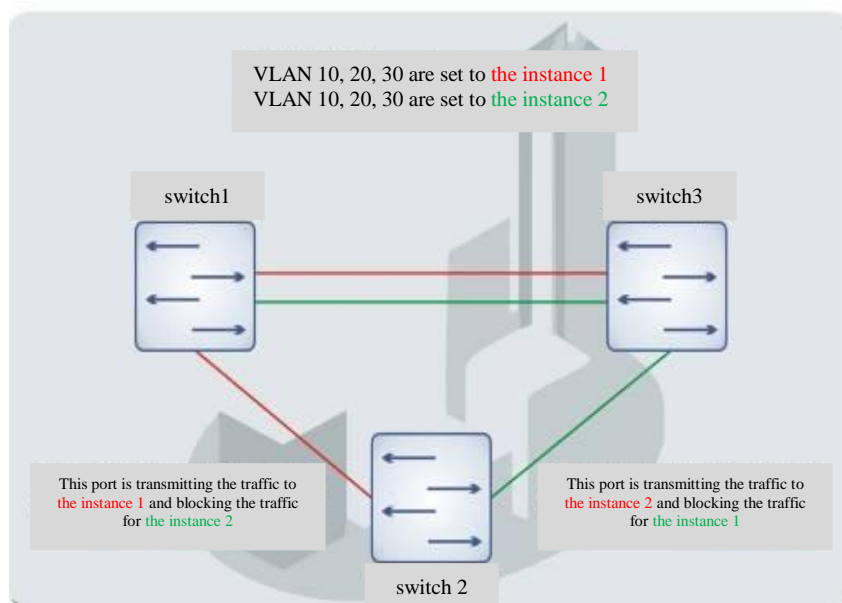 VLAN 10, 20, 30 are set to the instance 1
VLAN 10, 20, 30 are set to the instance 2
switch1
switch3
This port is transmitting the traffic to
the instance 1 and blocking the traffic
for the instance 2
This port is transmitting the traffic to
the instance 2 and blocking the traffic
for the instance 1
switch 2